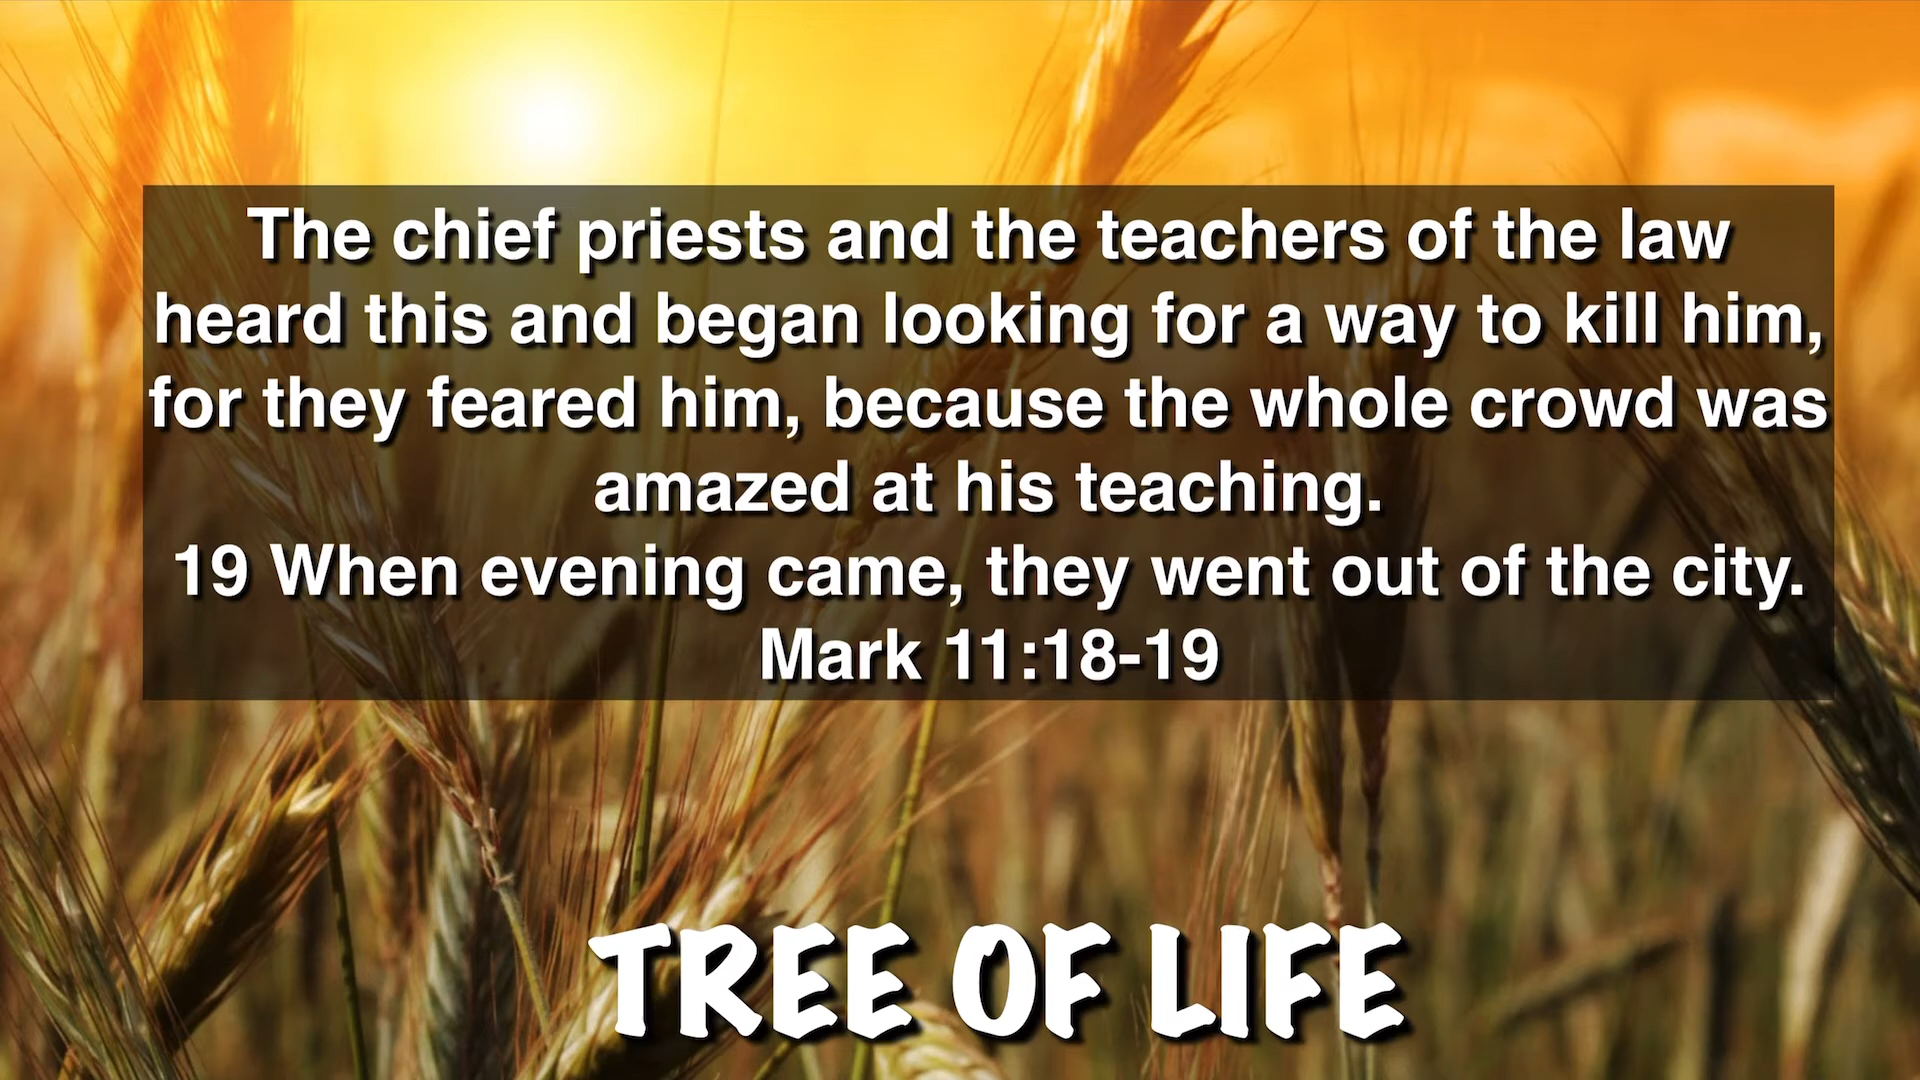 The chief priests and the teachers of the law
heard this and began looking for a way to kill him,
for they feared him, because the whole crowd was
amazed at his teaching.
19 When evening came, they went out of the city.
Mark 11:18-19
TREE OF LIFE